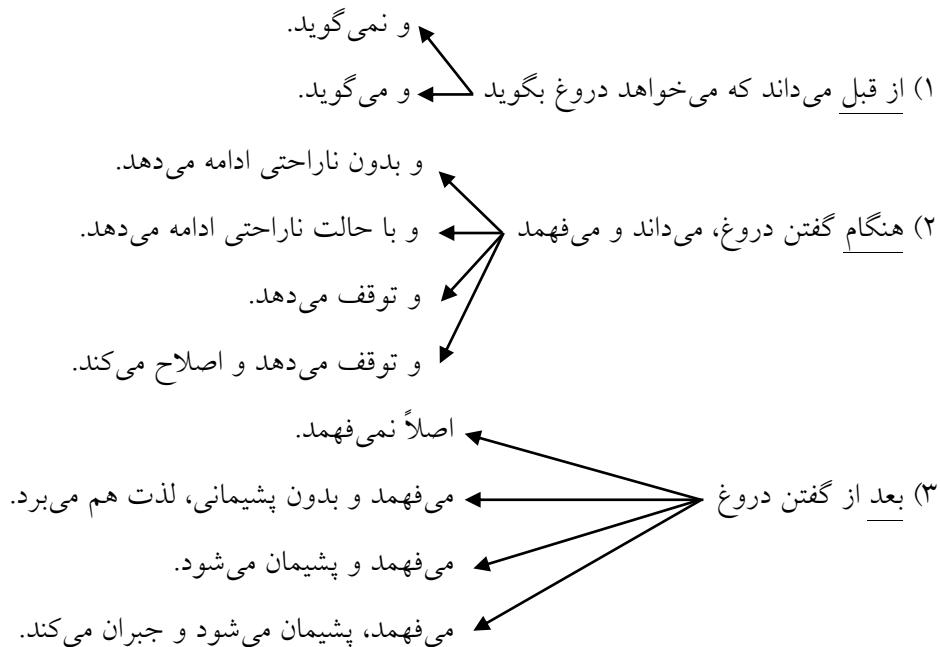 و نمی‌گوید.
۱) از قبل می‌داند که می‌خواهد دروغ بگوید و می‌گوید.
و بدون ناراحتی ادامه می‌دهد.
۲) هنگام گفتن دروغ، می‌داند و می‌فهمد و با حالت ناراحتی ادامه می‌دهد.
و توقف می‌دهد.
و توقف می‌دهد و اصلاح می‌کند.
اصلاً نمی‌فهمد.
۳) بعد از گفتن دروغ می‌فهمد و بدون پشیمانی، لذت هم می‌برد.
می‌فهمد و پشیمان می‌شود.
می‌فهمد، پشیمان می‌شود و جبران می‌کند.